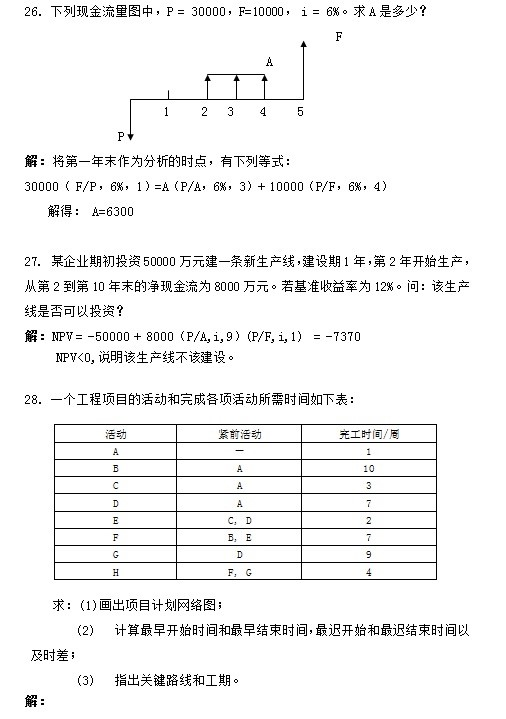 26. 下列现金流量图中，P = 30000，F=10000， i = 6%。求 A 是多少？
F
A
1 2 3 4 5
P
解：将第一年末作为分析的时点，有下列等式：
30000（ F/P，6%，1）=A（P/A，6%，3）+ 10000（P/F，6%，4）
解得： A=6300
27. 某企业期初投资 50000 万元建一条新生产线，建设期 1 年，第 2 年开始生产，
从第 2 到第 10 年末的净现金流为 8000 万元。若基准收益率为 12%。问：该生产
线是否可以投资？
解：NPV = -50000 + 8000（P/A,i,9）(P/F,i,1) = -7370
NPV<0,说明该生产线不该建设。
28. 一个工程项目的活动和完成各项活动所需时间如下表：
活动 紧前活动 完工时间/周
A — 1
B A 10
C A 3
D A 7
E C, D 2
F B, E 7
G D 9
H F, G 4
求：(1)画出项目计划网络图；
(2) 计算最早开始时间和最早结束时间，最迟开始和最迟结束时间以
及时差；
(3) 指出关键路线和工期。
解：